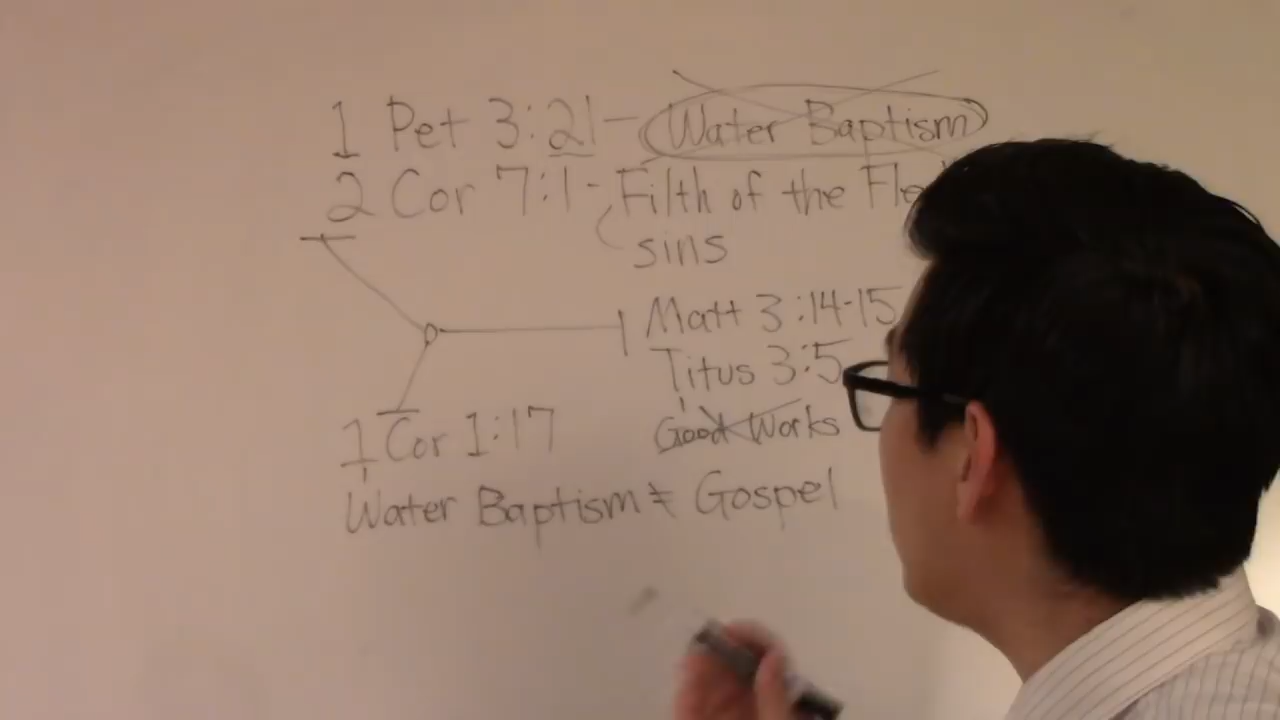 1 Pet 3:21 - Water Baptism
2 Cor 7:1 - Filth of the
sins
Matt 3:14-15
Titus 3:5
Good Works
1 Cor 1:17
Water Baptism ≠ Gospel